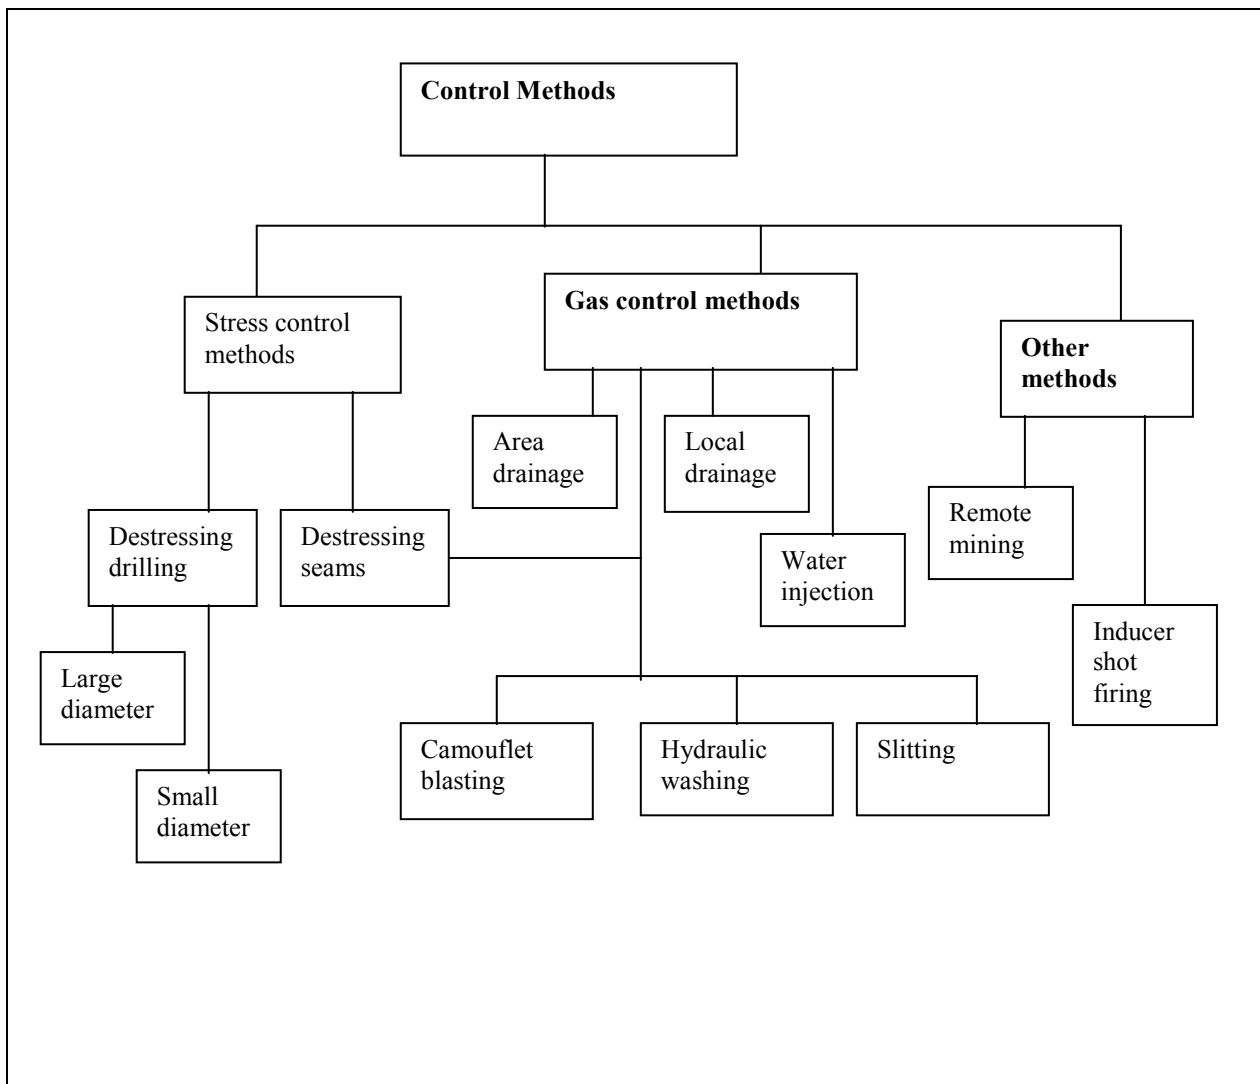 Control Methods
Stress control
methods
Gas control methods
Other
methods
Area
drainage
Local
drainage
Destressing
drilling
Destressing
seams
Water
injection
Remote
mining
Inducer
shot
firing
Large
diameter
Small
diameter
Camouflet
blasting
Hydraulic
washing
Slitting